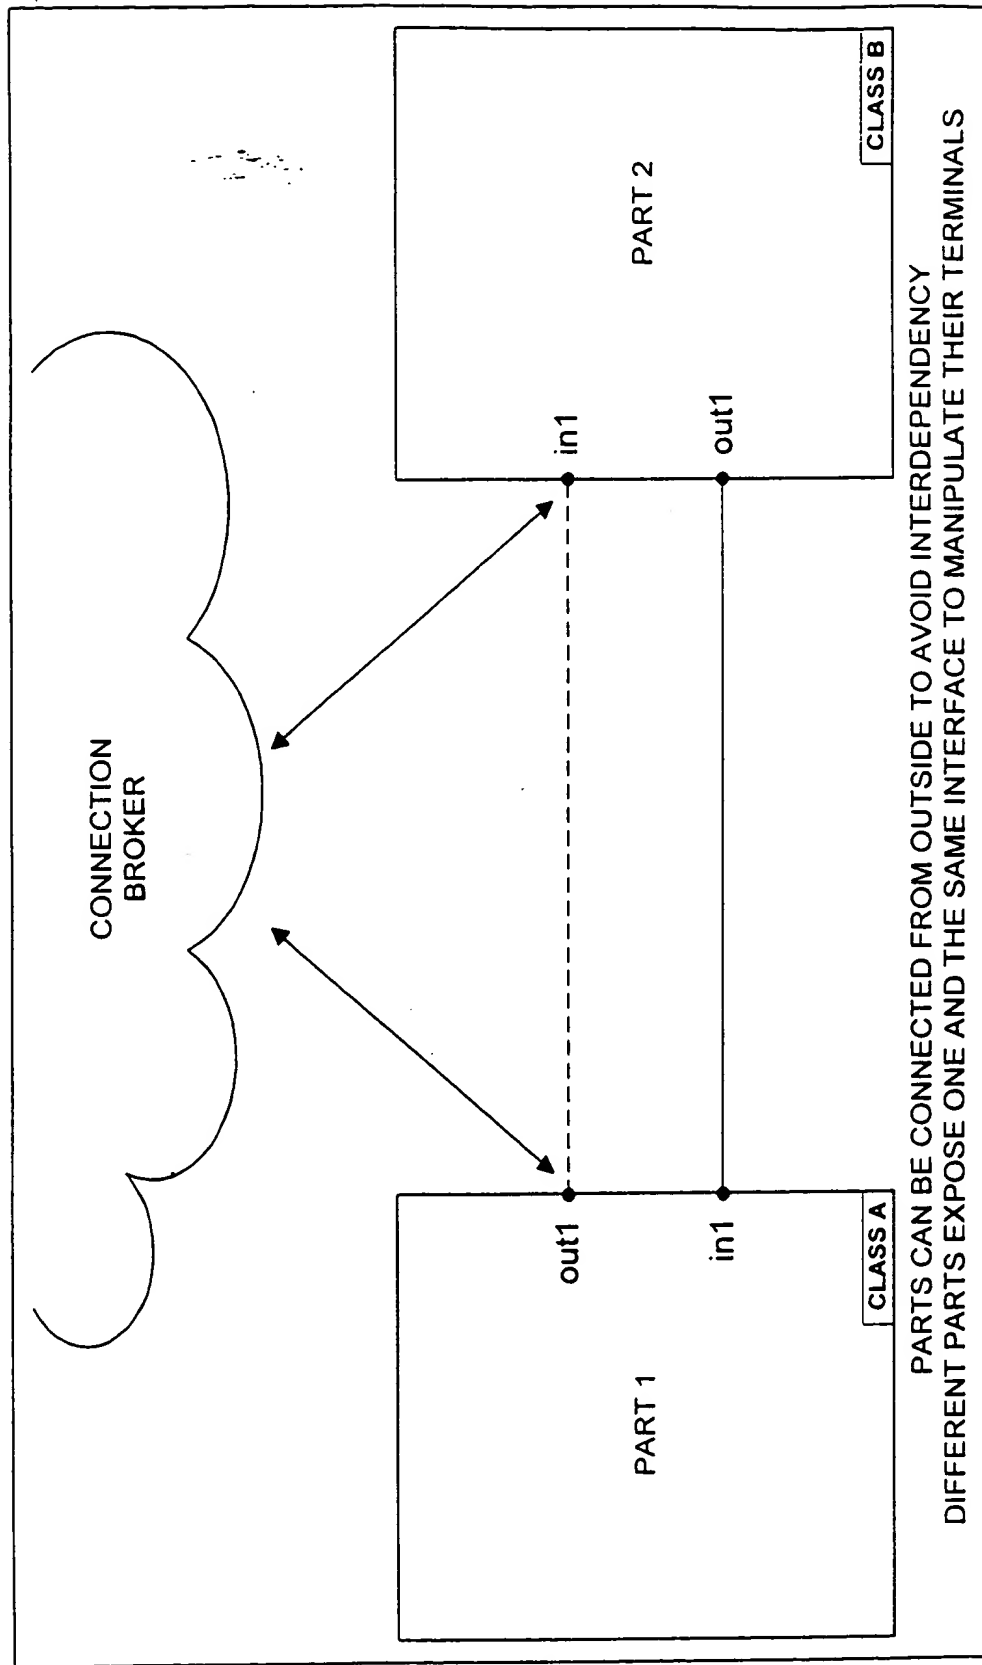 CONNECTION
BROKER
PART 1
out1
in1
CLASS A
PART 2
in1
out1
CLASS B
PARTS CAN BE CONNECTED FROM OUTSIDE TO AVOID INTERDEPENDENCY
DIFFERENT PARTS EXPOSE ONE AND THE SAME INTERFACE TO MANIPULATE THEIR TERMINALS